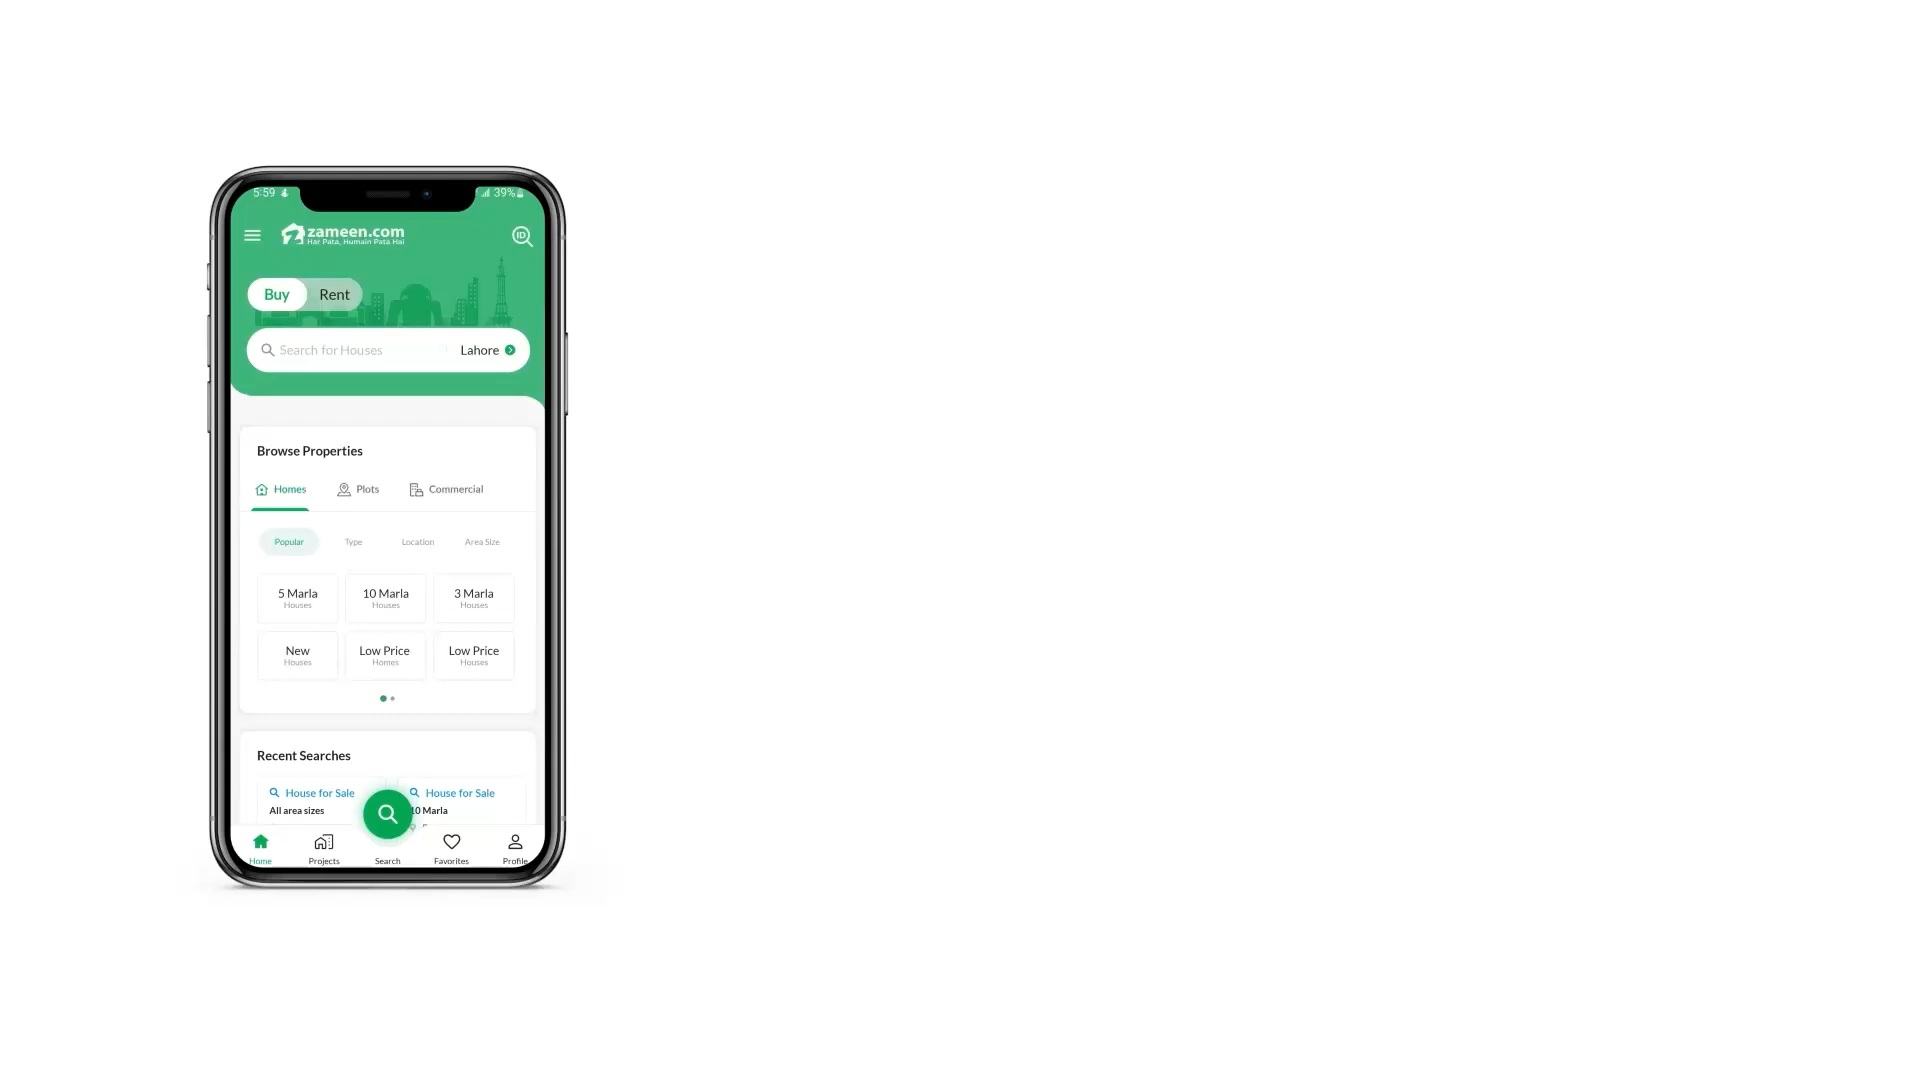 5:59
39%
zameen.com
Har Pata, Humain Pata Hai
ID
Buy Rent
Search for Houses Lahore
Browse Properties
Homes Plots Commercial
Popular Type Location Area Size
5 Marla 10 Marla 3 Marla
Houses Houses Houses
New Low Price Low Price
Houses Homes Houses
Recent Searches
House for Sale House for Sale
All area sizes 10 Marla
Home Projects Search Favorites Profile